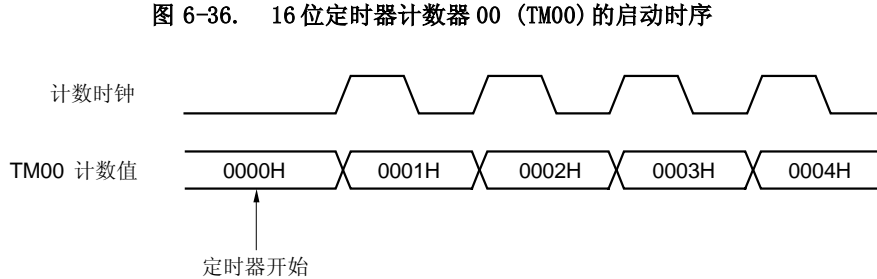 图 6-36. 16 位定时器计数器 00 (TM00)的启动时序
计数时钟
TM00 计数值 0000H 0001H 0002H 0003H 0004H
定时器开始